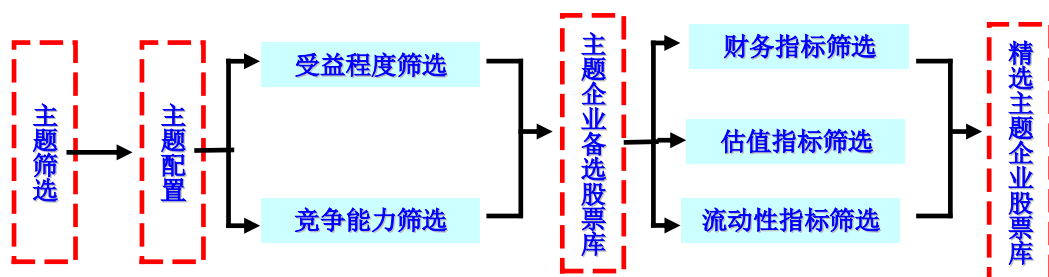 主题筛选
主题配置
受益程度筛选
竞争能力筛选
主题企业备选股票库
财务指标筛选
估值指标筛选
流动性指标筛选
精选主题企业股票库